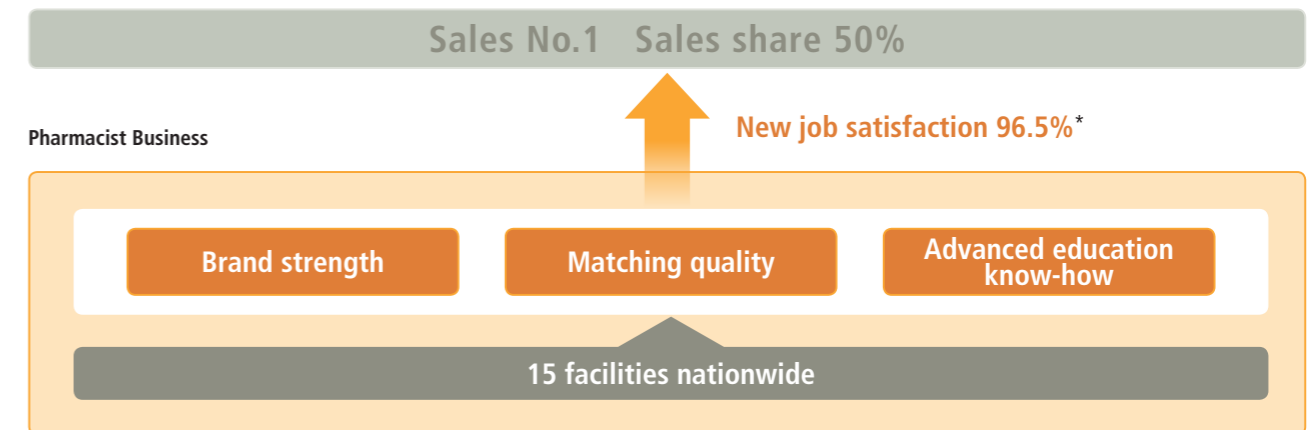 Sales No.1 Sales share 50%
New job satisfaction 96.5%*
Pharmacist Business
Brand strength
Matching quality
Advanced education
know-how
15 facilities nationwide